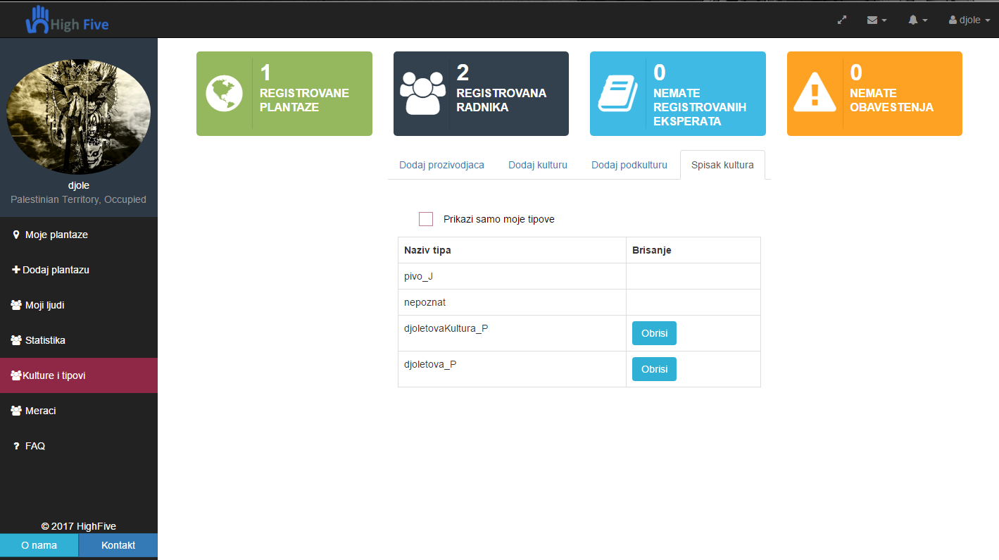 High Five
djole
1
REGISTROVANE
PLANTAZE
2
REGISTROVANA
RADNIKA
0
NEMATE
REGISTROVANIH
EKSPERATA
0
NEMATE
OBAVESTENJA
djole
Palestinian Territory, Occupied
Moje plantaze
Dodaj plantazu
Moji ljudi
Statistika
Kulture i tipovi
Meraci
FAQ
© 2017 HighFive
O nama Kontakt
Dodaj prozivodjaca Dodaj kulturu Dodaj podkulturu Spisak kultura
Prikazi samo moje tipove
Naziv tipa Brisanje
pivo_J
nepoznat
djoletovaKultura_P Obrisi
djoletova_P Obrisi